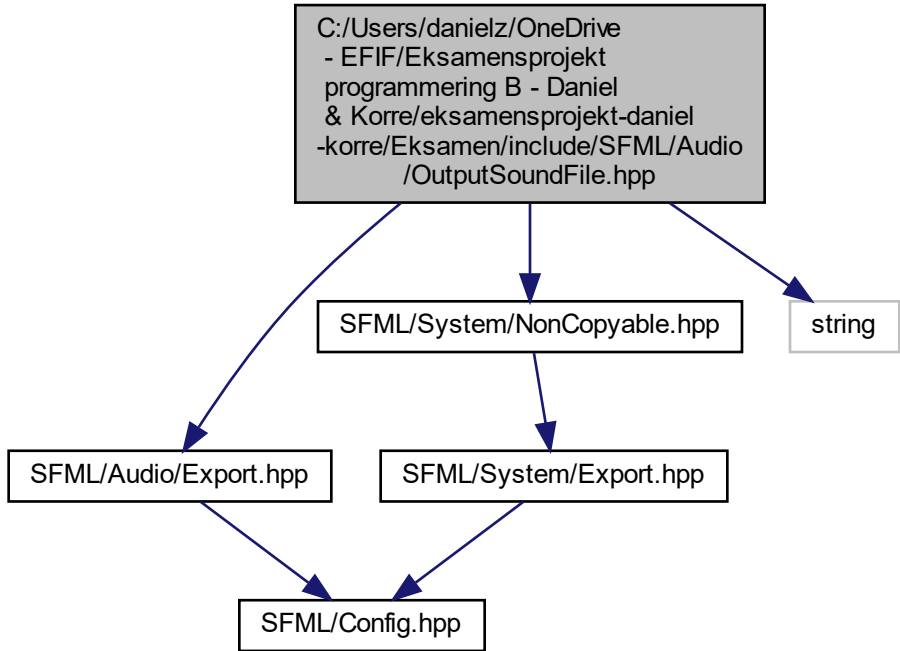 C:/Users/danielz/OneDrive
- EFIF/Eksamensprojekt
programmering B - Daniel
& Korre/eksamensprojekt-daniel
-korre/Eksamen/include/SFML/Audio
/OutputSoundFile.hpp
SFML/System/NonCopyable.hpp
string
SFML/Audio/Export.hpp
SFML/System/Export.hpp
SFML/Config.hpp